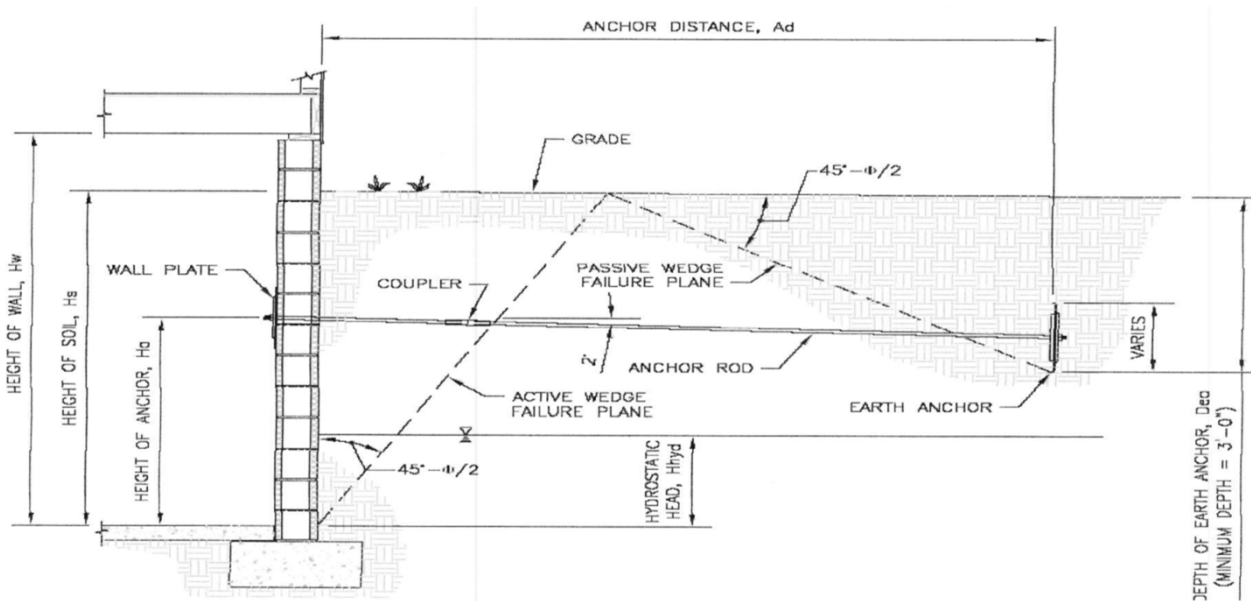 ANCHOR DISTANCE, Ad
GRADE
45°-Φ/2
WALL PLATE
COUPLER
PASSIVE WEDGE
FAILURE PLANE
HEIGHT OF WALL, Hw
HEIGHT OF SOIL, Hs
HEIGHT OF ANCHOR, Ha
2°
ANCHOR ROD
VARIES
ACTIVE WEDGE
FAILURE PLANE
EARTH ANCHOR
45°-Φ/2
HYDROSTATIC
HEAD, Hhyd
DEPTH OF EARTH ANCHOR, Dea
(MINIMUM DEPTH = 3'-0")